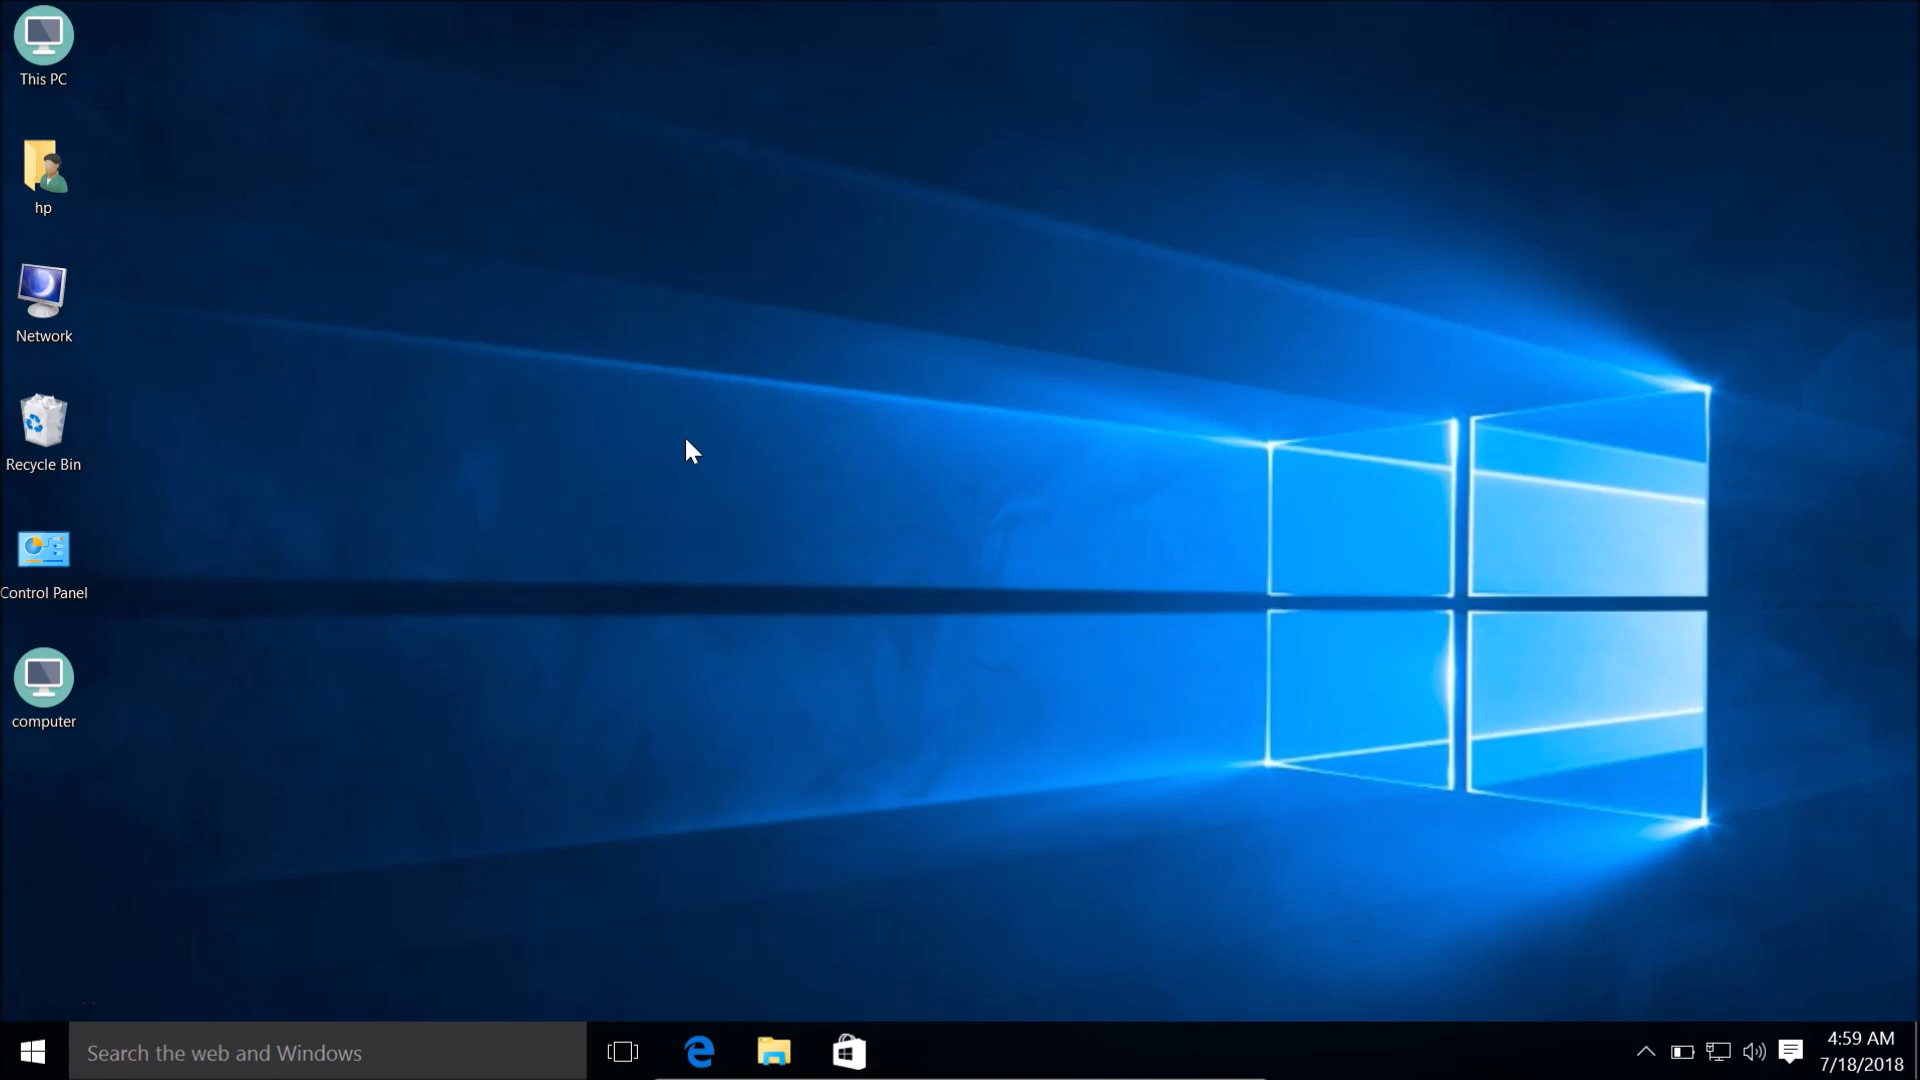 This PC
hp
Network
Recycle Bin
Control Panel
computer
Search the web and Windows
4:59 AM
7/18/2018